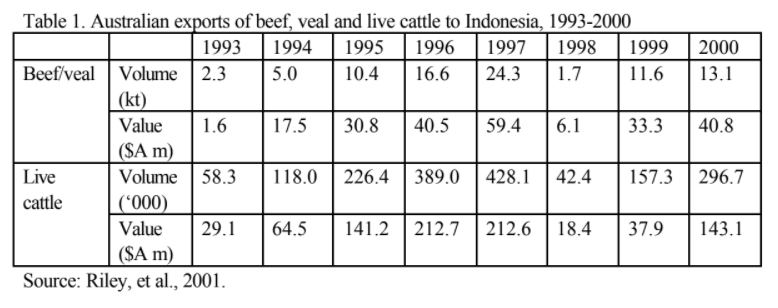 Table 1. Australian exports of beef, veal and live cattle to Indonesia, 1993-2000
1993 1994 1995 1996 1997 1998 1999 2000
Beef/veal Volume (kt) 2.3 5.0 10.4 16.6 24.3 1.7 11.6 13.1
Value ($A m) 1.6 17.5 30.8 40.5 59.4 6.1 33.3 40.8
Live cattle Volume (‘000) 58.3 118.0 226.4 389.0 428.1 42.4 157.3 296.7
Value ($A m) 29.1 64.5 141.2 212.7 212.6 18.4 37.9 143.1
Source: Riley, et al., 2001.